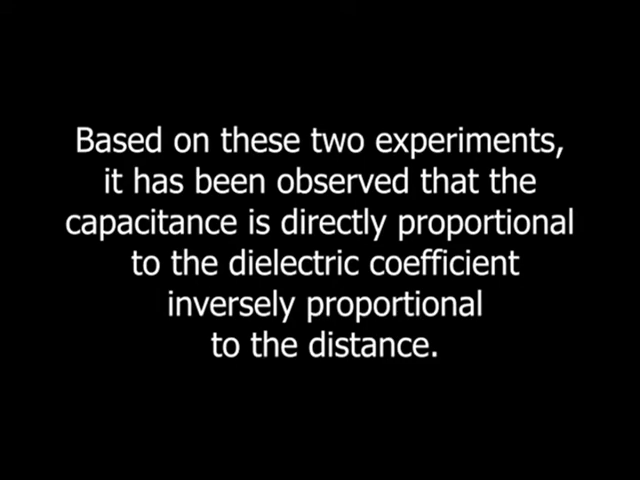 Based on these two experiments,
it has been observed that the
capacitance is directly proportional
to the dielectric coefficient
inversely proportional
to the distance.